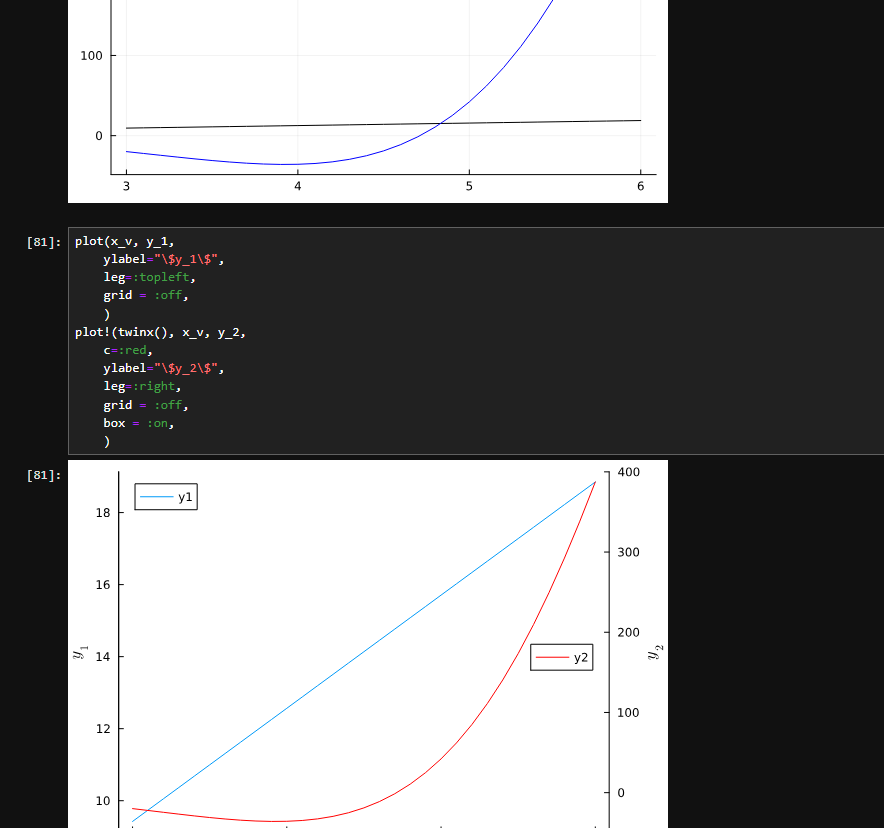 100
0
3 4 5 6
[81]:
plot(x_v, y_1,
    ylabel="\$y_1\$",
    leg=:topleft,
    grid = :off,
    )
plot!(twinx(), x_v, y_2,
    c=:red,
    ylabel="\$y_2\$",
    leg=:right,
    grid = :off,
    box = :on,
    )
[81]:
400
y1
18
300
16
200
y1
14
y2
y2
100
12
0
10